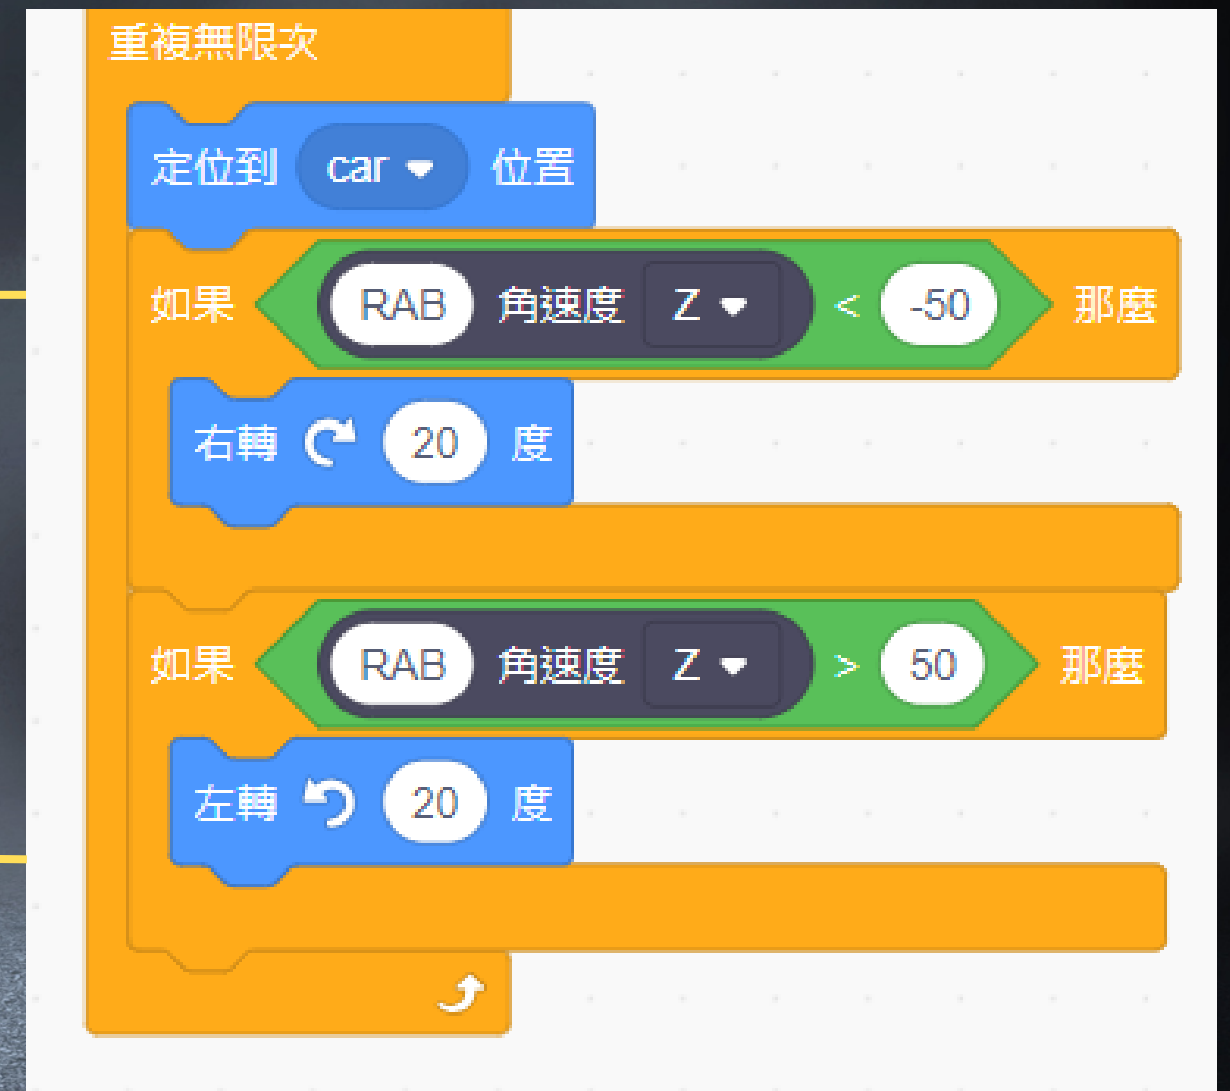 重複無限次
定位到 car 位置
如果 RAB 角速度 Z < -50 那麼
右轉 20 度
如果 RAB 角速度 Z > 50 那麼
左轉 20 度